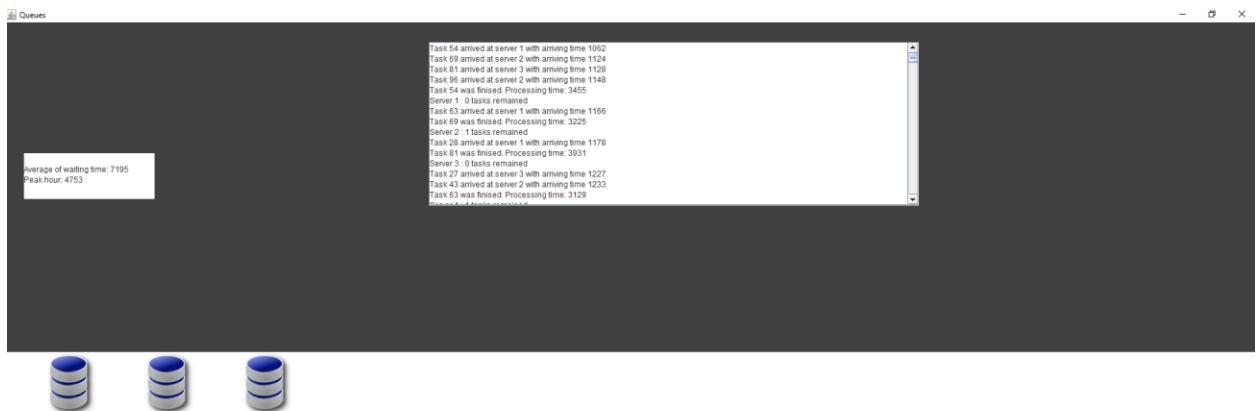 Queues
Task 54 arrived at server 1 with arriving time 1062
Task 69 arrived at server 2 with arriving time 1124
Task 81 arrived at server 3 with arriving time 1128
Task 96 arrived at server 2 with arriving time 1148
Task 54 was finised. Processing time: 3455
Server 1 : 0 tasks remained
Task 63 arrived at server 1 with arriving time 1166
Task 69 was finised. Processing time: 3225
Server 2 : 1 tasks remained
Task 28 arrived at server 1 with arriving time 1178
Task 81 was finised. Processing time: 3931
Server 3 : 0 tasks remained
Task 27 arrived at server 3 with arriving time 1227
Task 43 arrived at server 2 with arriving time 1233
Task 63 was finised. Processing time: 3129
Average of waiting time: 7195
Peak hour: 4753